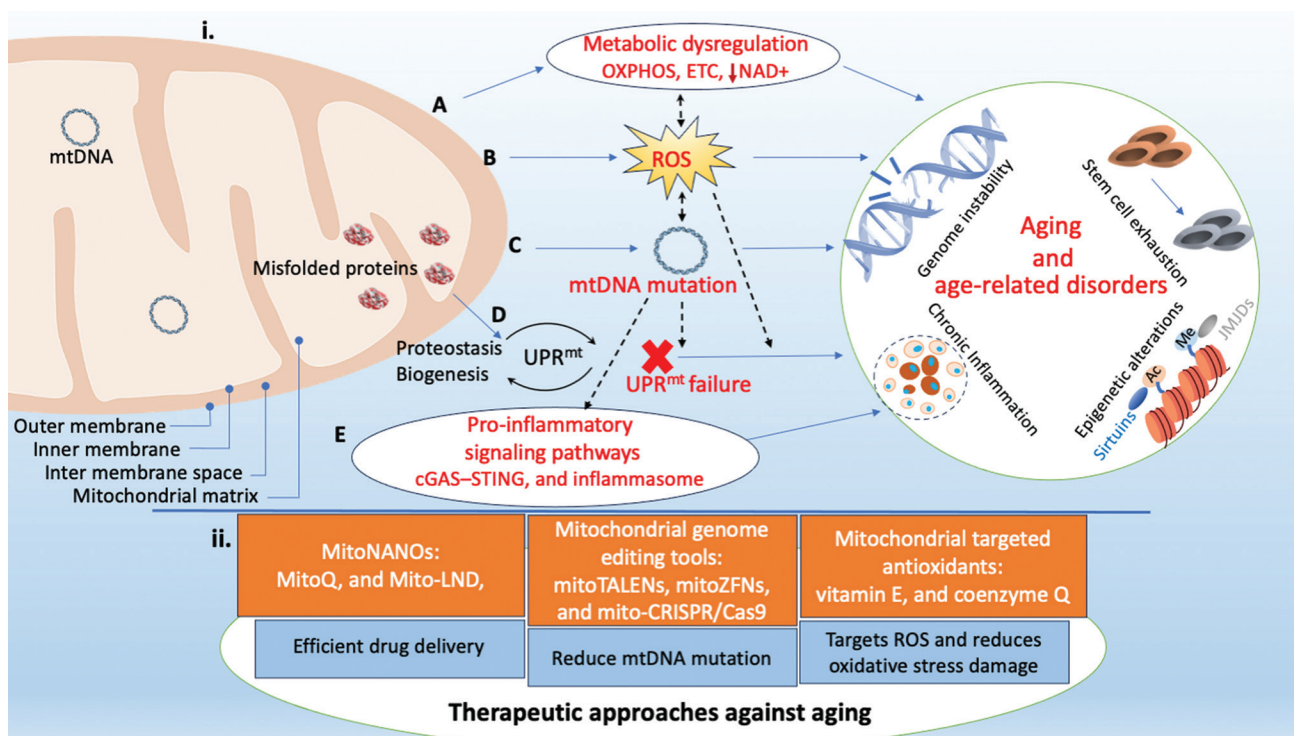 i.
Metabolic dysregulation
OXPHOS, ETC, ↓NAD+
A
mtDNA
B
ROS
C
Misfolded proteins
mtDNA mutation
D
Proteostasis
Biogenesis
UPRmt
UPRmt failure
E
Pro-inflammatory
signaling pathways
cGAS–STING, and inflammasome
Outer membrane
Inner membrane
Inter membrane space
Mitochondrial matrix
Genome instability
Stem cell exhaustion
Aging
and
age-related disorders
Chronic Inflammation
Epigenetic alterations
Sirtuins
Ac
Me
JMJDs
ii.
MitoNANOs:
MitoQ, and Mito-LND,
Mitochondrial genome
editing tools:
mitoTALENs, mitoZFNs,
and mito-CRISPR/Cas9
Mitochondrial targeted
antioxidants:
vitamin E, and coenzyme Q
Efficient drug delivery
Reduce mtDNA mutation
Targets ROS and reduces
oxidative stress damage
Therapeutic approaches against aging